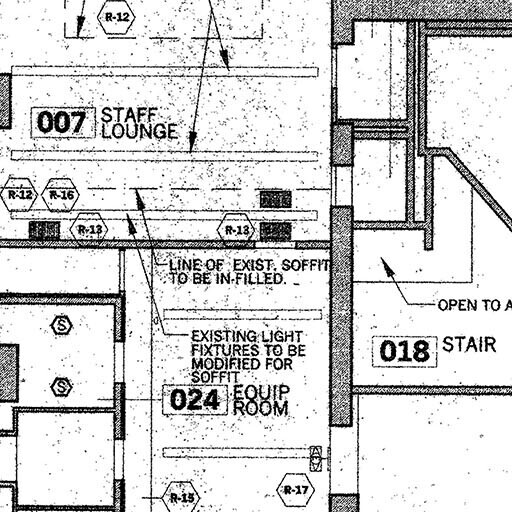 R-12
007
STAFF
LOUNGE
R-12
R-16
R-13
R-13
LINE OF EXIST. SOFFIT
TO BE IN-FILLED.
OPEN TO A
EXISTING LIGHT
FIXTURES TO BE
MODIFIED FOR
SOFFIT
018
STAIR
S
S
024
EQUIP
ROOM
R-15
R-17